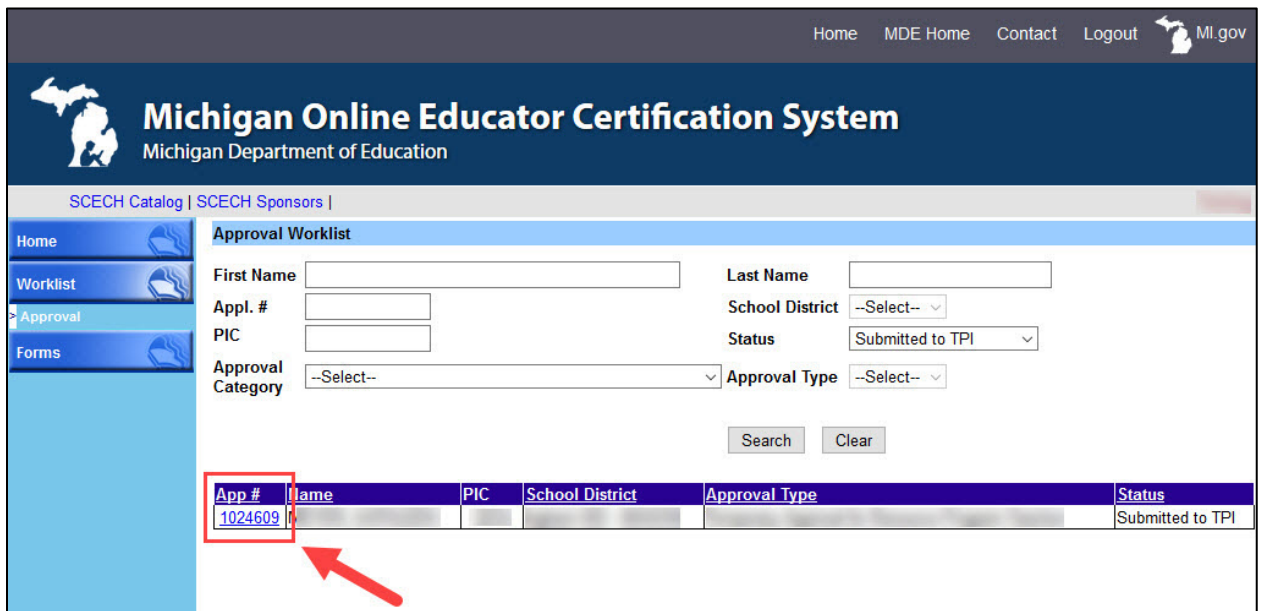 Home MDE Home Contact Logout MI.gov
Michigan Online Educator Certification System
Michigan Department of Education
SCECH Catalog | SCECH Sponsors |
Home
Worklist
> Approval
Forms
Approval Worklist
First Name Last Name
Appl. # School District --Select--
PIC Status Submitted to TPI
Approval Category --Select-- Approval Type --Select--
Search Clear
App # Name PIC School District Approval Type Status
1024609 Submitted to TPI